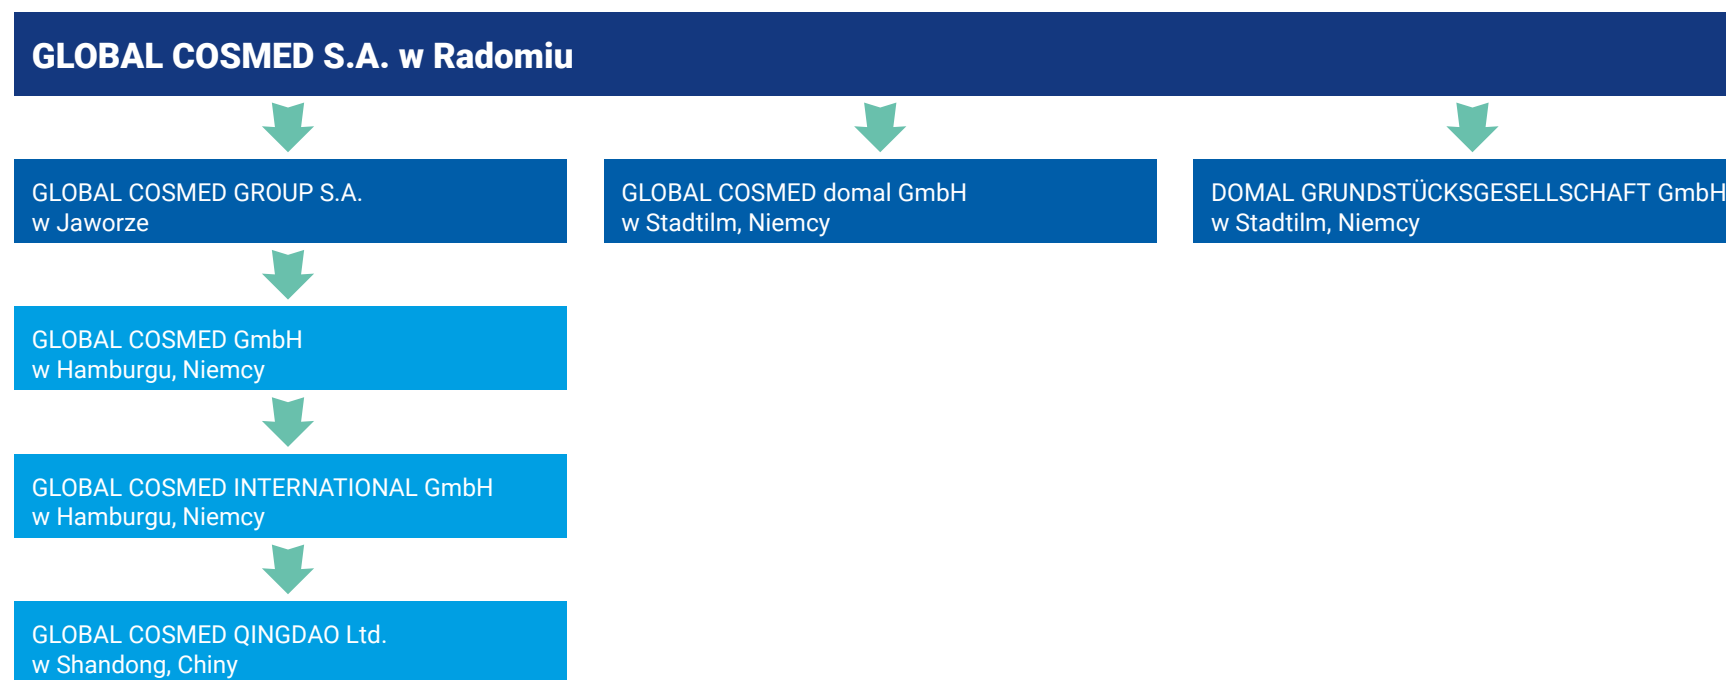 GLOBAL COSMED S.A. w Radomiu
GLOBAL COSMED GROUP S.A.
w Jaworze
GLOBAL COSMED domal GmbH
w Stadtilm, Niemcy
DOMAL GRUNDSTÜCKSGESELLSCHAFT GmbH
w Stadtilm, Niemcy
GLOBAL COSMED GmbH
w Hamburgu, Niemcy
GLOBAL COSMED INTERNATIONAL GmbH
w Hamburgu, Niemcy
GLOBAL COSMED QINGDAO Ltd.
w Shandong, Chiny